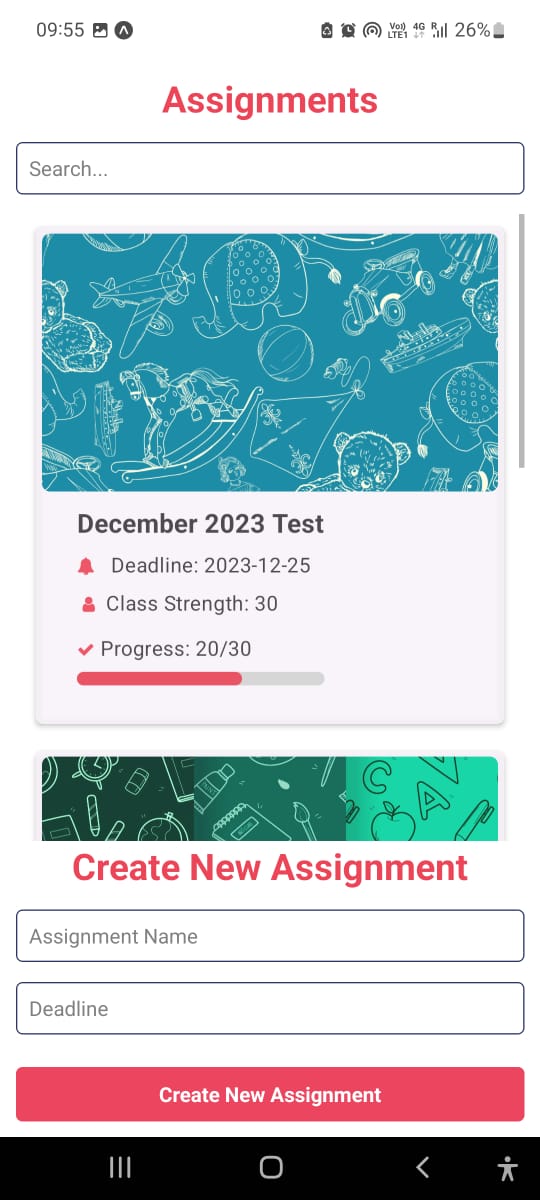 09:55
Vo)) 4G R 26%
LTE1
Assignments
Search...
December 2023 Test
Deadline: 2023-12-25
Class Strength: 30
Progress: 20/30
C A V
Create New Assignment
Assignment Name
Deadline
Create New Assignment